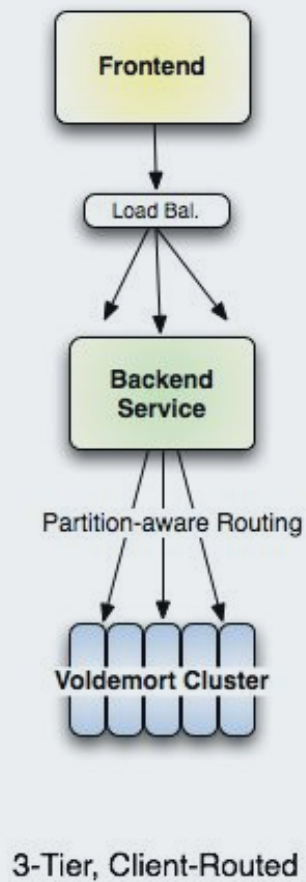 Frontend
Load Bal.
Backend
Service
Partition-aware Routing
Voldemort Cluster
3-Tier, Client-Routed